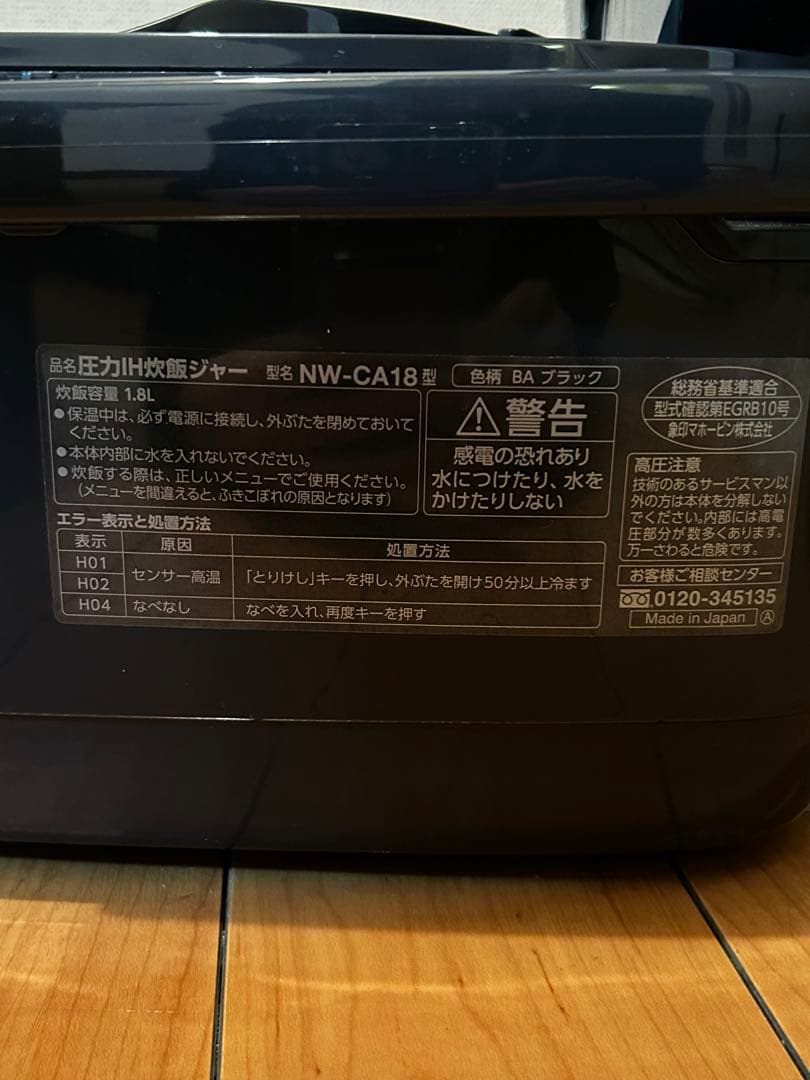 品名 圧力IH炊飯ジャー 型名 NW-CA18型 色柄 BA ブラック
炊飯容量 1.8L
●保温中は、必ず電源に接続し、外ぶたを閉めておいて
ください。
●本体内部に水を入れないでください。
●炊飯する際は、正しいメニューでご使用ください。
(メニューを間違えると、ふきこぼれの原因となります)
警告
感電の恐れあり
水につけたり、水を
かけたりしない
エラー表示と処置方法
表示 原因 処置方法
H01
H02 センサー高温 「とりけし」キーを押し、外ぶたを開け50分以上冷ます
H04 なべなし なべを入れ、再度キーを押す
総務省基準適合
型式確認第EGRB10号
象印マホービン株式会社
高圧注意
技術のあるサービスマン以
外の方は本体を分解しない
でください。内部には高電
圧部分が数多くあります。
万一さわると危険です。
お客様ご相談センター
0120-345135
Made in Japan Ⓐ